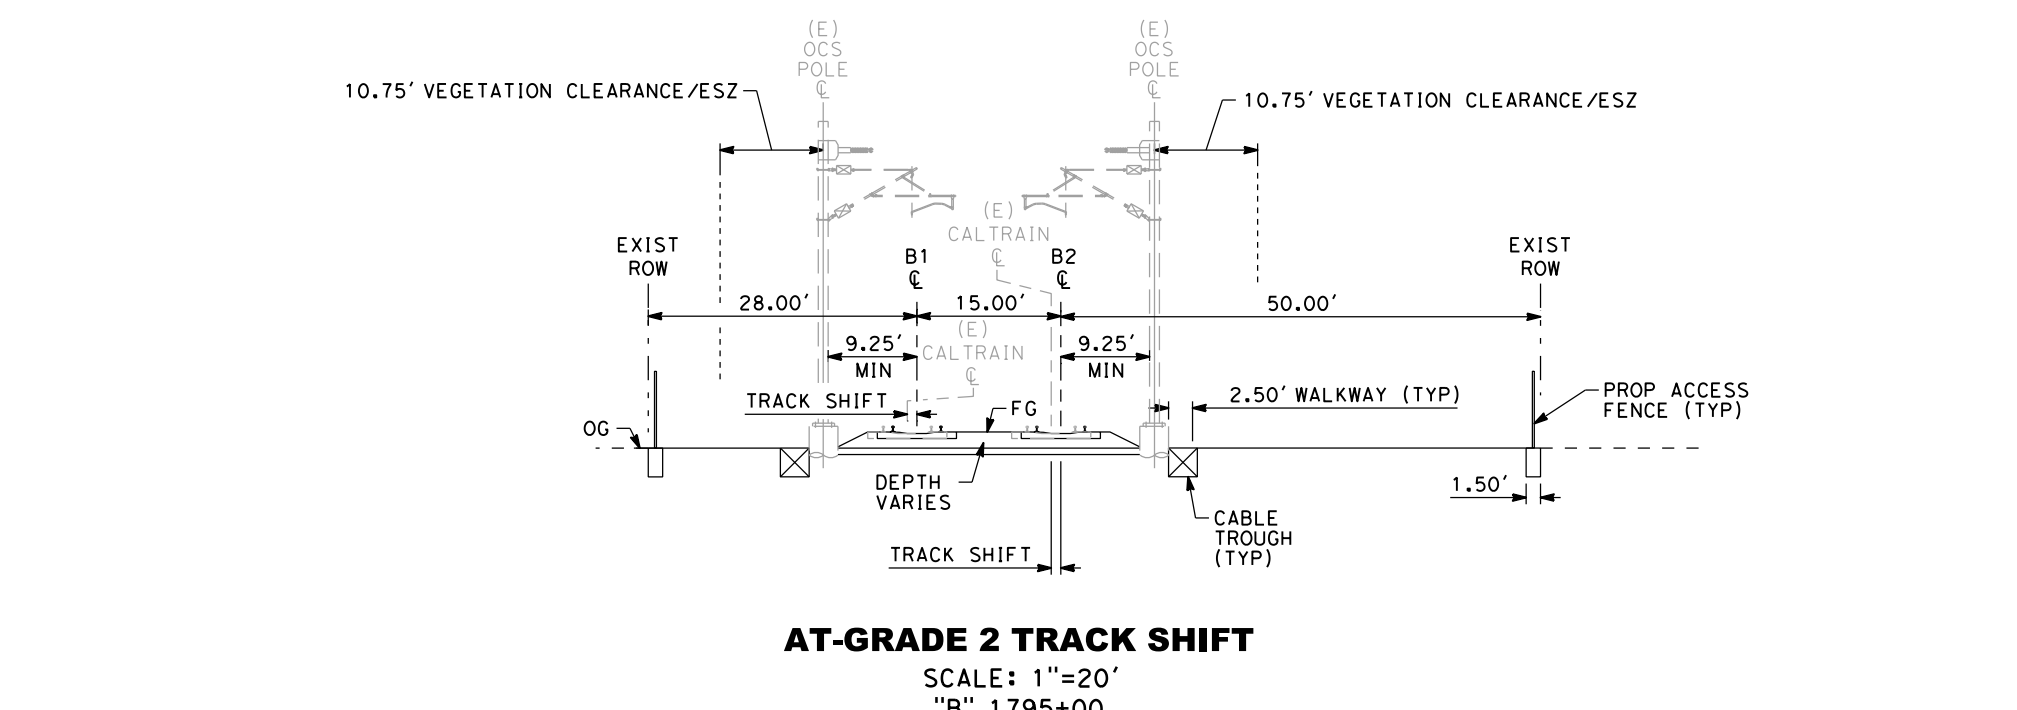 (E)
OCS
POLE
℄
(E)
OCS
POLE
℄
10.75' VEGETATION CLEARANCE/ESZ
10.75' VEGETATION CLEARANCE/ESZ
(E)
CALTRAIN
℄
EXIST
ROW
B1
℄
B2
℄
EXIST
ROW
28.00'
15.00'
50.00'
(E)
CALTRAIN
℄
9.25'
MIN
9.25'
MIN
TRACK SHIFT
FG
2.50' WALKWAY (TYP)
PROP ACCESS
FENCE (TYP)
OG
DEPTH
VARIES
1.50'
CABLE
TROUGH
(TYP)
TRACK SHIFT
AT-GRADE 2 TRACK SHIFT
SCALE: 1"=20'
"B" 1795+00